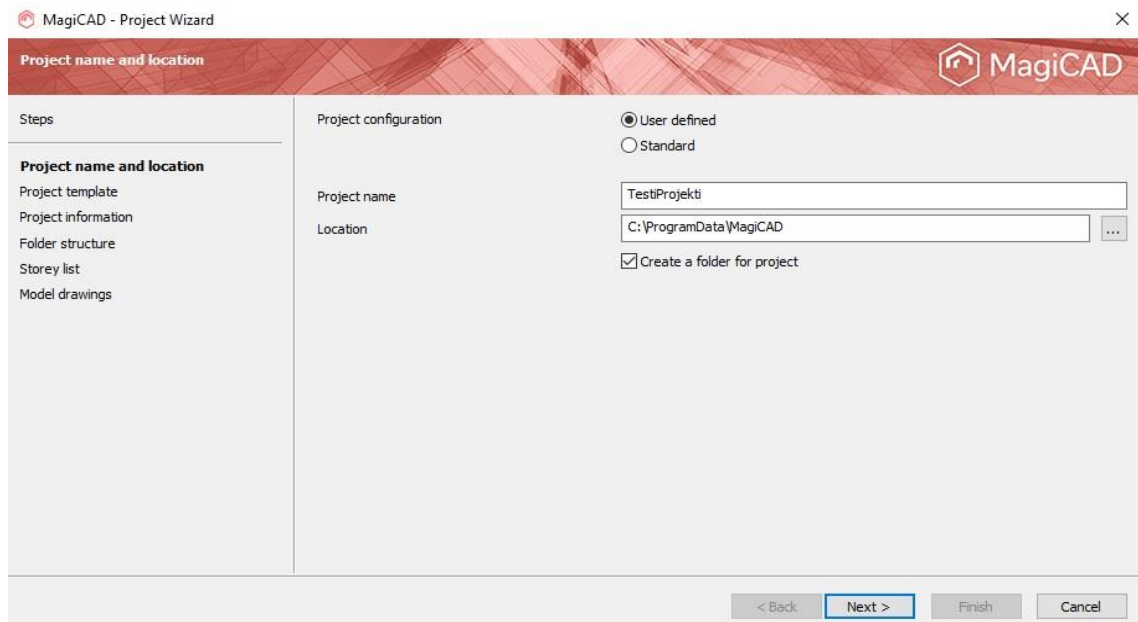 MagiCAD - Project Wizard
Project name and location
MagiCAD
Steps
Project name and location
Project template
Project information
Folder structure
Storey list
Model drawings
Project configuration
User defined
Standard
Project name
TestiProjekti
Location
C:\ProgramData\MagiCAD
...
Create a folder for project
< Back
Next >
Finish
Cancel